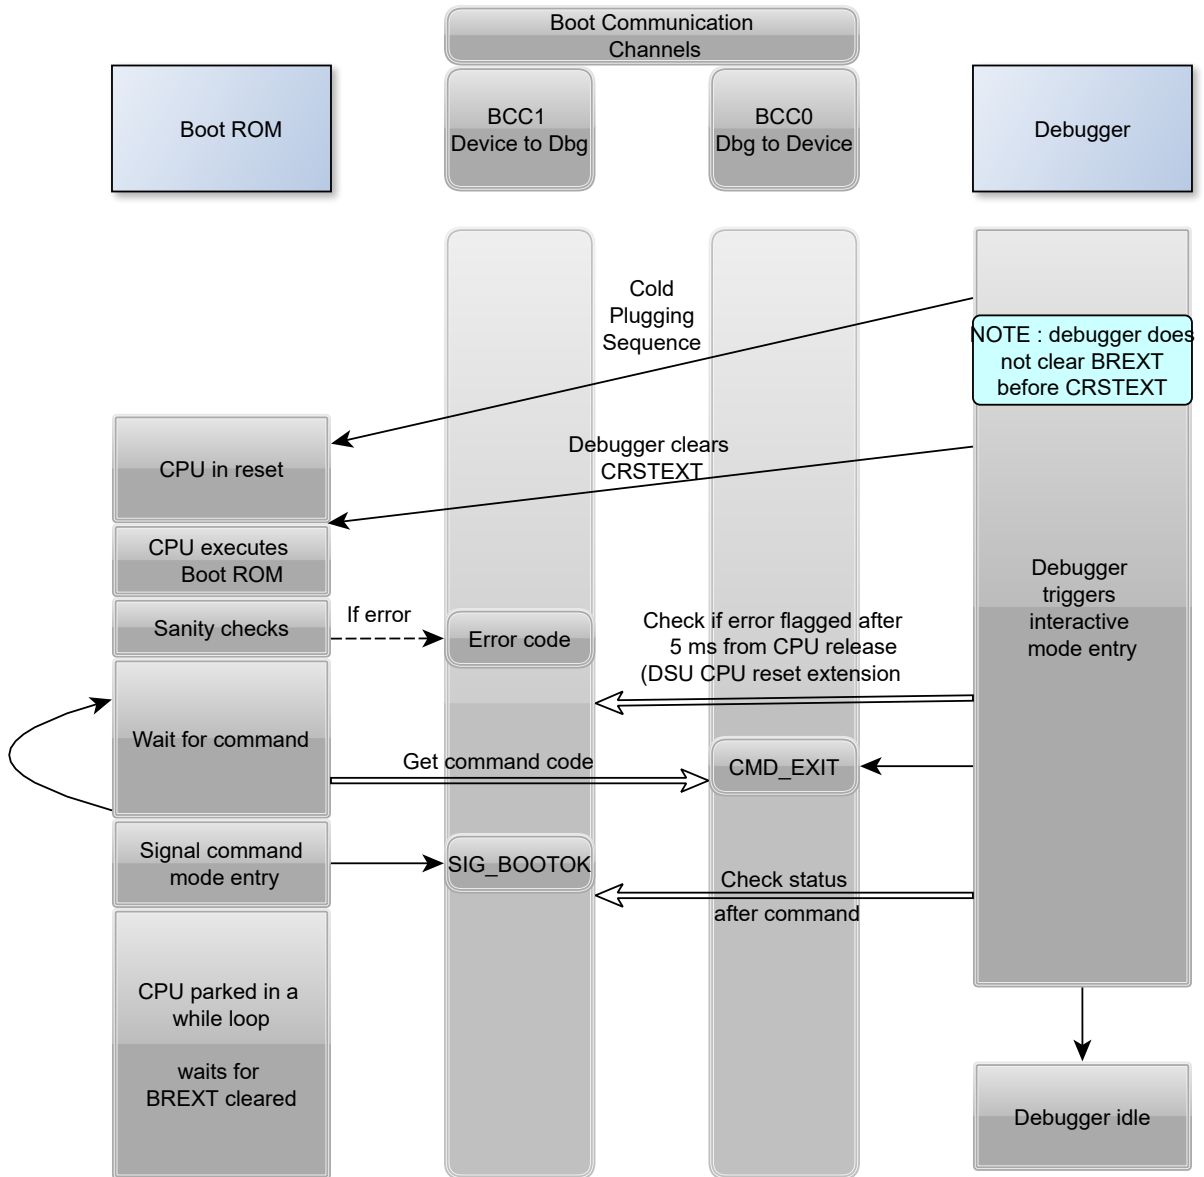 Boot Communication
Channels
Boot ROM
BCC1
Device to Dbg
BCC0
Dbg to Device
Debugger
Cold
Plugging
Sequence
NOTE : debugger does
not clear BREXT
before CRSTEXT
Debugger clears
CRSTEXT
CPU in reset
CPU executes
Boot ROM
Debugger
triggers
interactive
mode entry
Sanity checks
If error
Error code
Check if error flagged after
5 ms from CPU release
(DSU CPU reset extension
Wait for command
Get command code
CMD_EXIT
Signal command
mode entry
SIG_BOOTOK
Check status
after command
CPU parked in a
while loop
waits for
BREXT cleared
Debugger idle